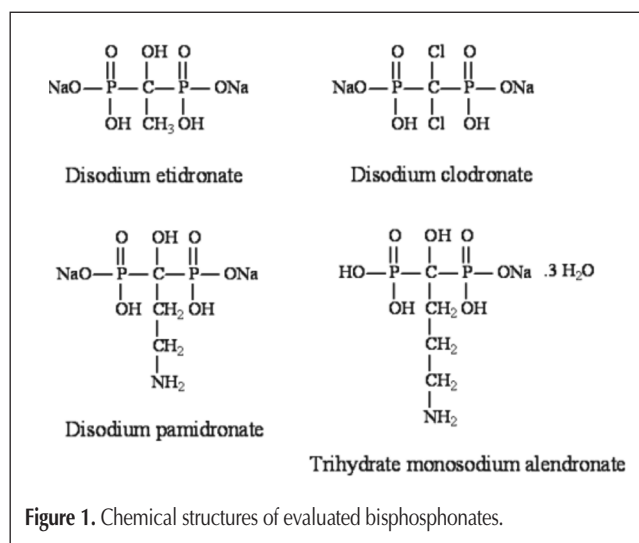 O OH O
NaO—P—C—P—ONa
OH CH₃ OH
Disodium etidronate
O Cl O
NaO—P—C—P—ONa
OH Cl OH
Disodium clodronate
O OH O
NaO—P—C—P—ONa
OH CH₂ OH
CH₂
NH₂
Disodium pamidronate
O OH O
HO—P—C—P—ONa .3 H₂O
OH CH₂ OH
CH₂
CH₂
NH₂
Trihydrate monosodium alendronate
Figure 1. Chemical structures of evaluated bisphosphonates.